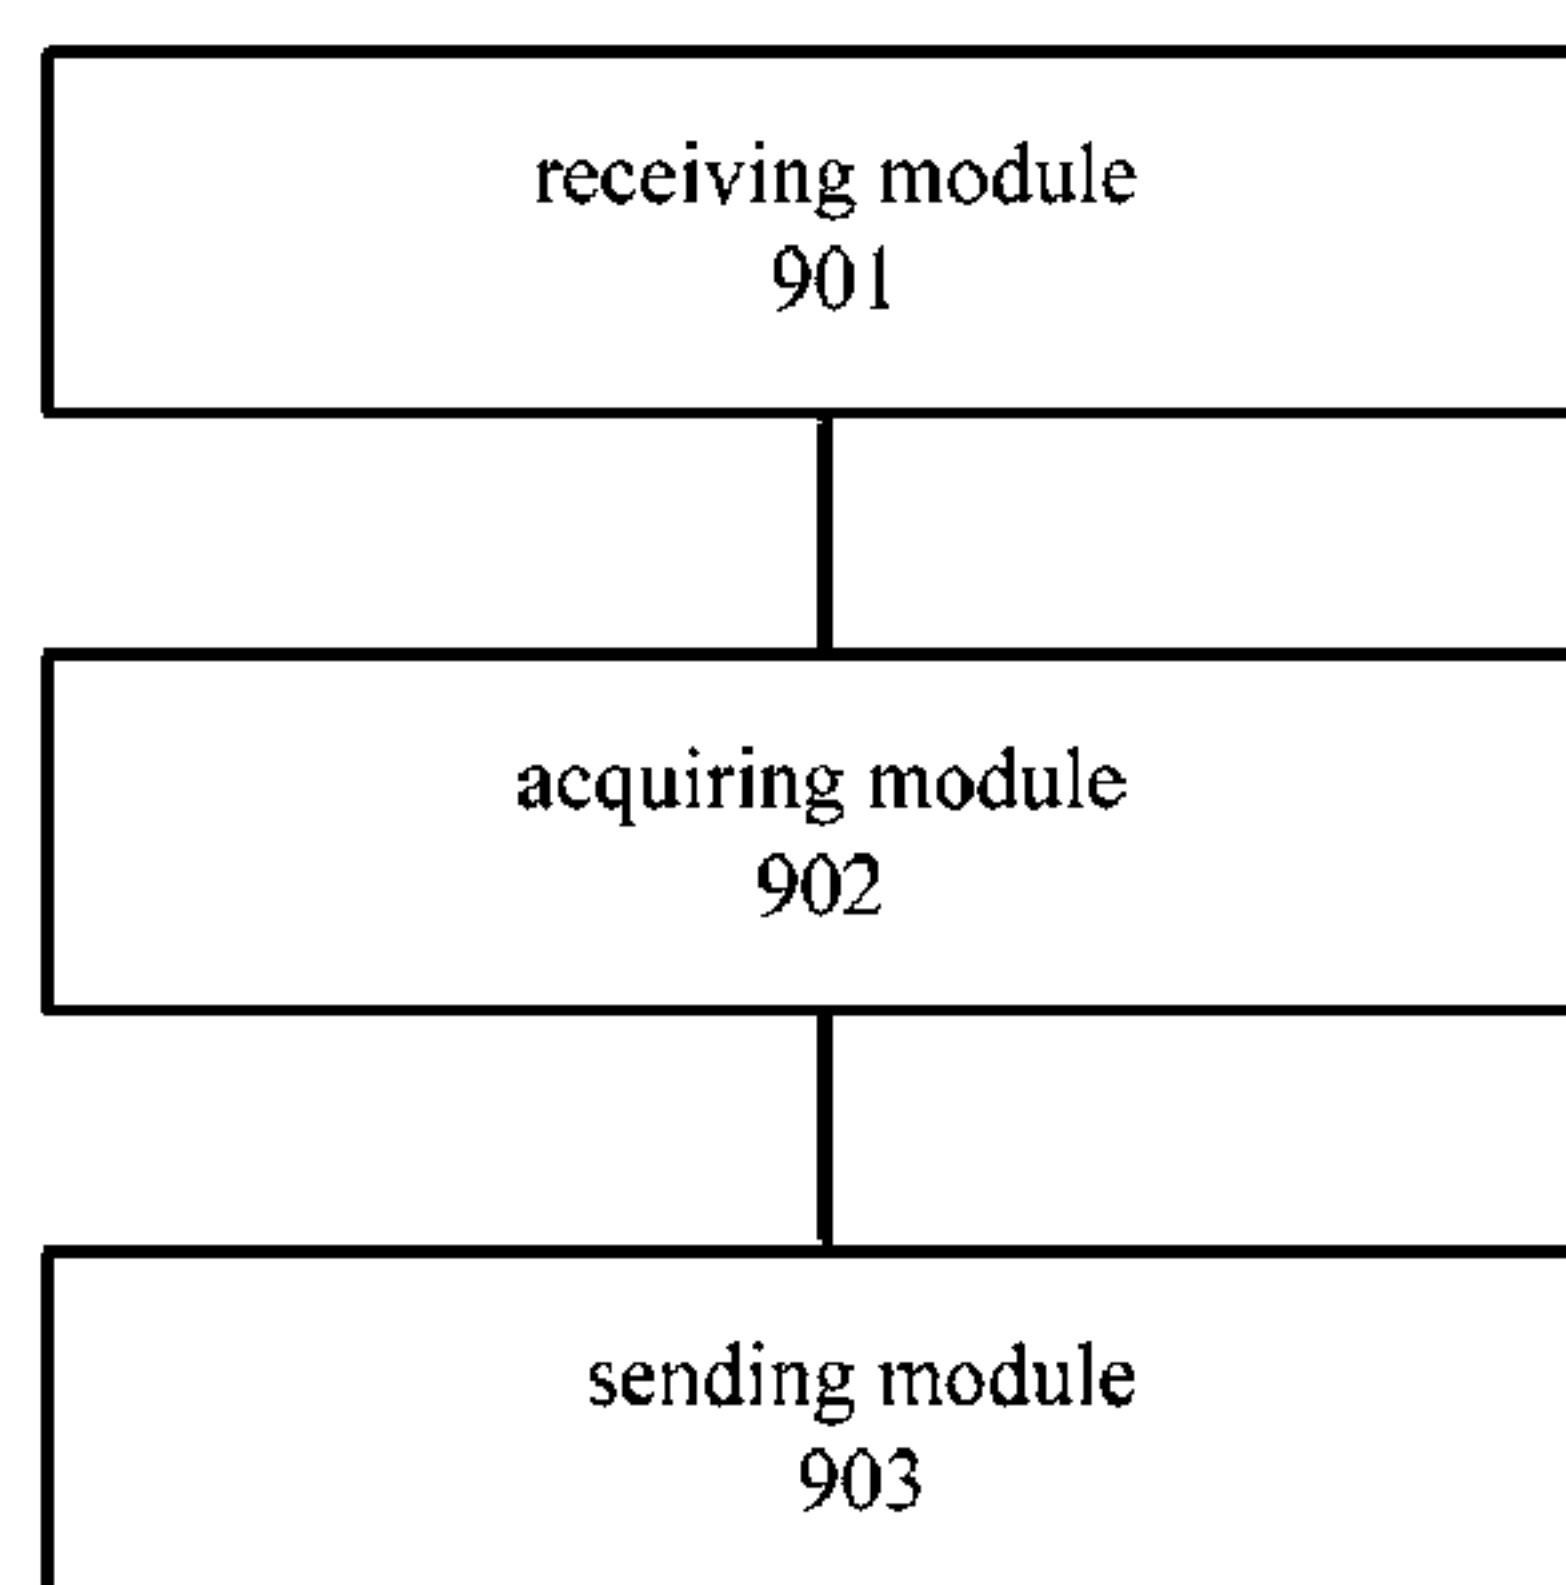 receiving module
901
acquiring module
902
sending module
903